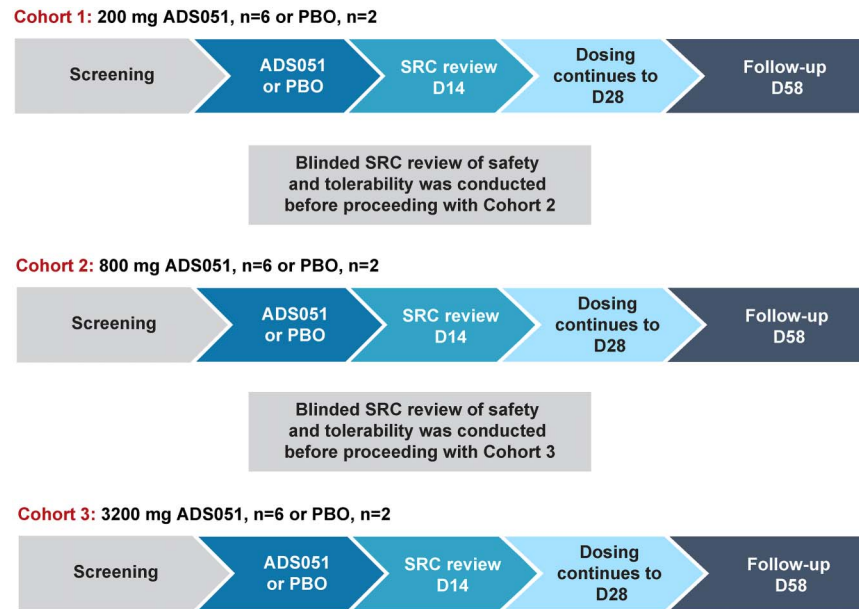 Cohort 1: 200 mg ADS051, n=6 or PBO, n=2
Screening
ADS051
or PBO
SRC review
D14
Dosing
continues to
D28
Follow-up
D58
Blinded SRC review of safety
and tolerability was conducted
before proceeding with Cohort 2
Cohort 2: 800 mg ADS051, n=6 or PBO, n=2
Screening
ADS051
or PBO
SRC review
D14
Dosing
continues to
D28
Follow-up
D58
Blinded SRC review of safety
and tolerability was conducted
before proceeding with Cohort 3
Cohort 3: 3200 mg ADS051, n=6 or PBO, n=2
Screening
ADS051
or PBO
SRC review
D14
Dosing
continues to
D28
Follow-up
D58